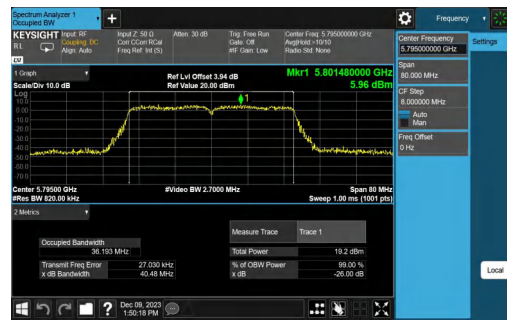 Spectrum Analyzer 1
Occupied BW
+
Frequency
KEYSIGHT Input: RF Input Z: 50 Ω Atten: 30 dB Trig: Free Run Center Freq: 5.795000000 GHz
R L Coupling: DC Corr CCorr RCal Gate: Off Avg|Hold:>10/10
Align: Auto Freq Ref: Int (S) #IF Gain: Low Radio Std: None
LV
Center Frequency
5.795000000 GHz
Settings
Span
80.000 MHz
CF Step
8.000000 MHz
Auto
Man
Freq Offset
0 Hz
Local
1 Graph
Scale/Div 10.0 dB
Ref Lvl Offset 3.94 dB
Ref Value 20.00 dBm
Mkr1 5.801480000 GHz
5.96 dBm
Log
10.0
0.00
-10.0
-20.0
-30.0
-40.0
-50.0
-60.0
-70.0
1
Center 5.79500 GHz #Video BW 2.7000 MHz Span 80 MHz
#Res BW 820.00 kHz Sweep 1.00 ms (1001 pts)
2 Metrics
Measure Trace Trace 1
Occupied Bandwidth
36.193 MHz Total Power 19.2 dBm
Transmit Freq Error 27.030 kHz % of OBW Power 99.00 %
x dB Bandwidth 40.48 MHz x dB -26.00 dB
?
Dec 09, 2023
1:50:18 PM